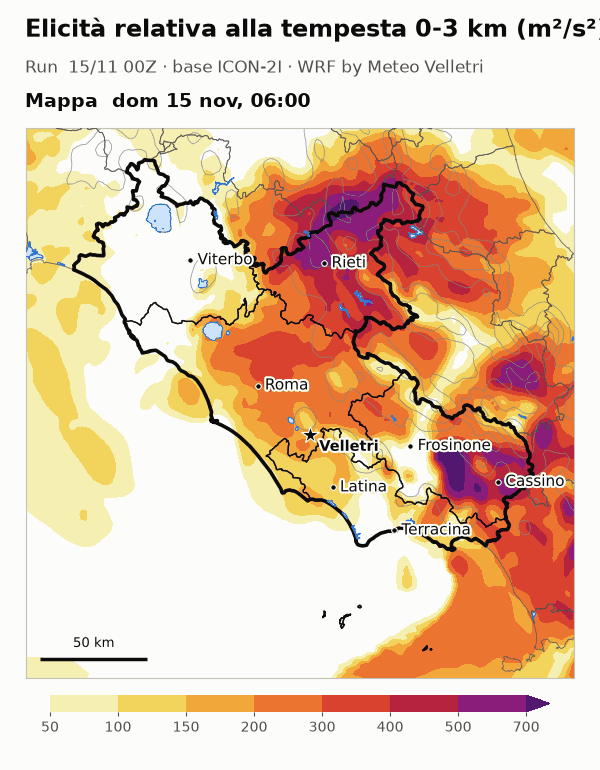 Elicità relativa alla tempesta 0-3 km (m²/s²)
Run  15/11 00Z · base ICON-2I · WRF by Meteo Velletri
Mappa  dom 15 nov, 06:00
Viterbo
Rieti
Roma
Velletri
Frosinone
Latina
Cassino
Terracina
50 km
50 100 150 200 300 400 500 700